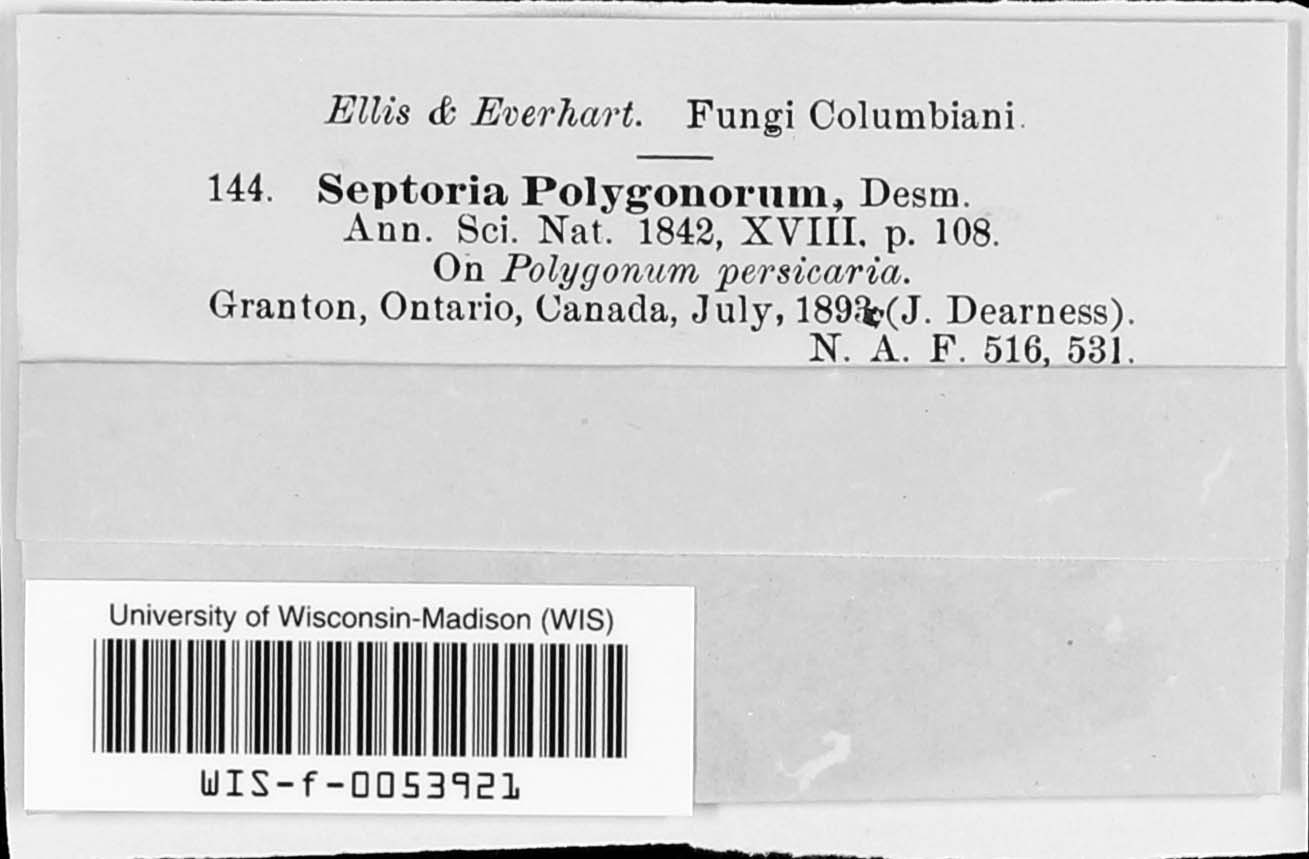 Ellis & Everhart. Fungi Columbiani.
144. Septoria Polygonorum, Desm.
Ann. Sci. Nat. 1842, XVIII, p. 108.
On Polygonum persicaria.
Granton, Ontario, Canada, July, (J. Dearness).
N. A. F. 516, 531.
University of Wisconsin-Madison (WIS)
WIS-f-0053921